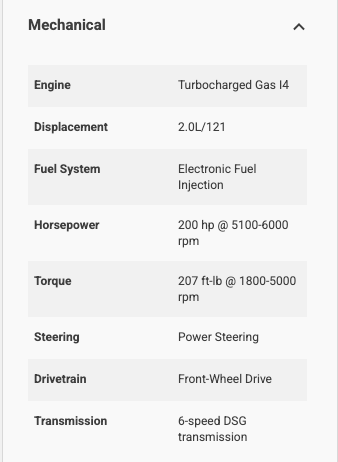 Mechanical
Engine Turbocharged Gas I4
Displacement 2.0L/121
Fuel System Electronic Fuel
Injection
Horsepower 200 hp @ 5100-6000
rpm
Torque 207 ft-lb @ 1800-5000
rpm
Steering Power Steering
Drivetrain Front-Wheel Drive
Transmission 6-speed DSG
transmission